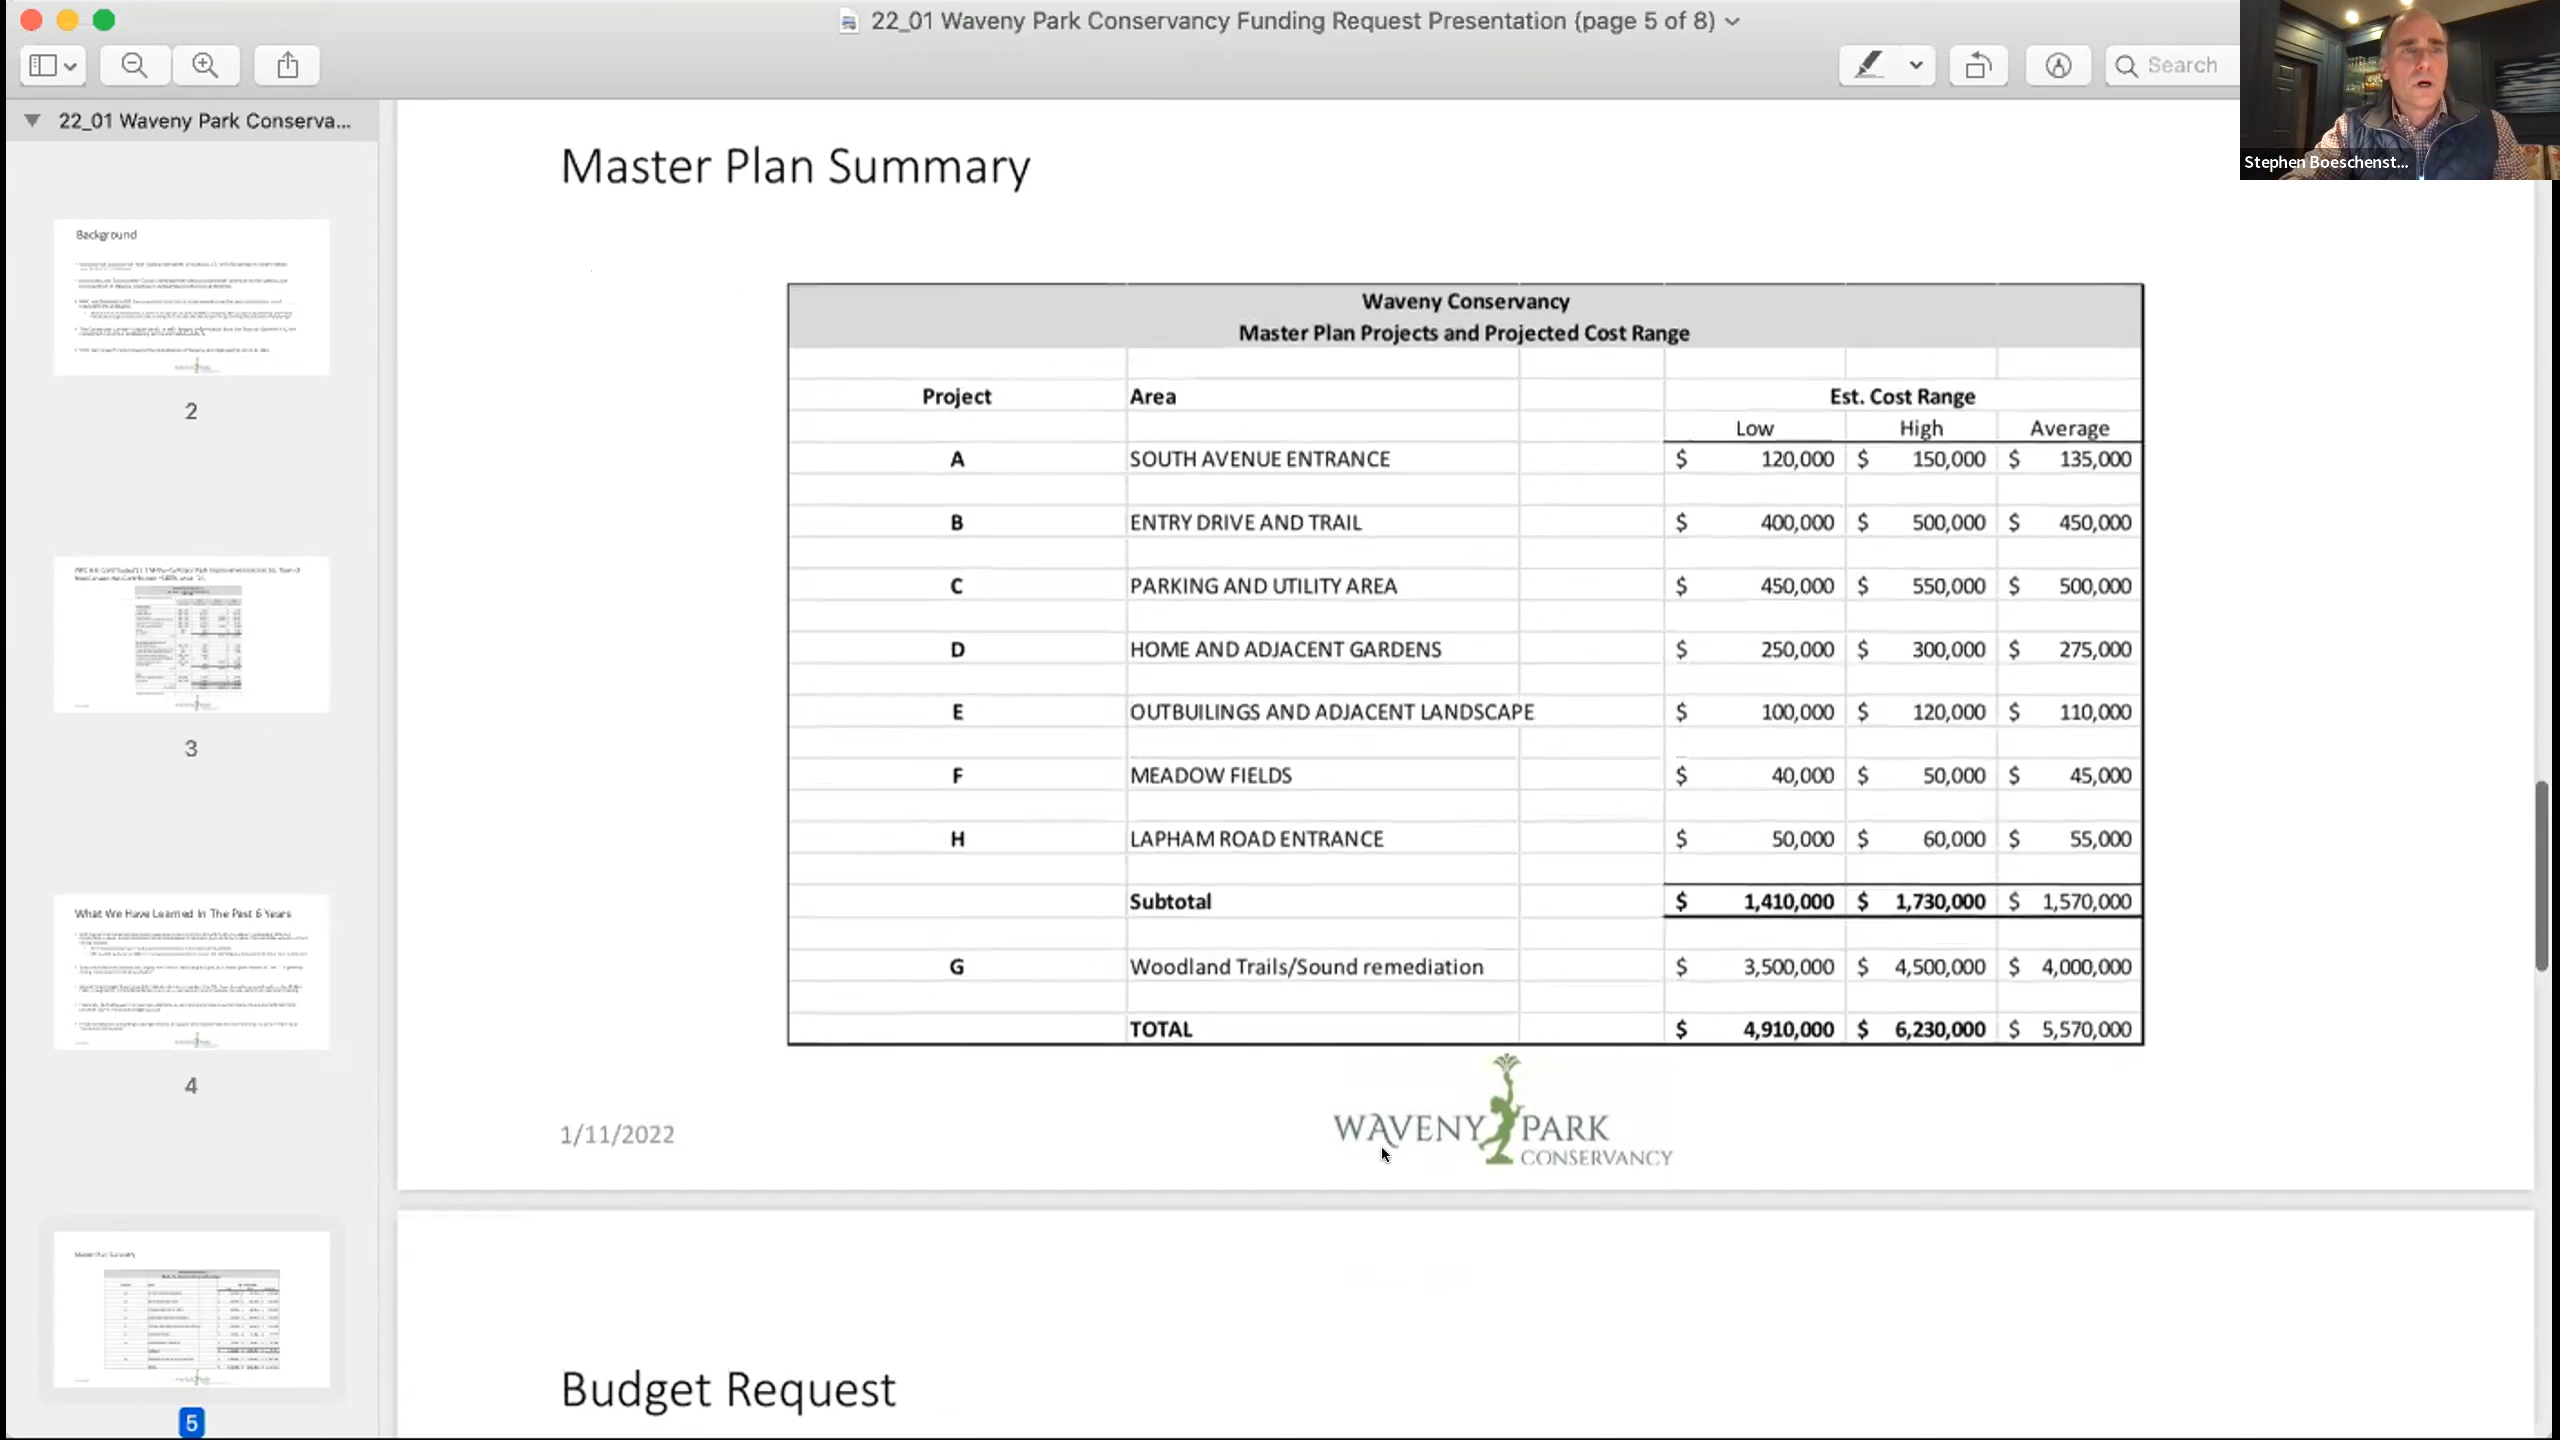 22_01 Waveny Park Conservancy Funding Request Presentation (page 5 of 8)
Search
Stephen Boeschenst...
22_01 Waveny Park Conserva...
Background
2
3
What We Have Learned In The Past 6 Years
4
Master Plan Summary
5
Master Plan Summary
Waveny Conservancy
Master Plan Projects and Projected Cost Range
Project Area Est. Cost Range
Low High Average
A SOUTH AVENUE ENTRANCE $ 120,000 $ 150,000 $ 135,000
B ENTRY DRIVE AND TRAIL $ 400,000 $ 500,000 $ 450,000
C PARKING AND UTILITY AREA $ 450,000 $ 550,000 $ 500,000
D HOME AND ADJACENT GARDENS $ 250,000 $ 300,000 $ 275,000
E OUTBUILINGS AND ADJACENT LANDSCAPE $ 100,000 $ 120,000 $ 110,000
F MEADOW FIELDS $ 40,000 $ 50,000 $ 45,000
H LAPHAM ROAD ENTRANCE $ 50,000 $ 60,000 $ 55,000
Subtotal $ 1,410,000 $ 1,730,000 $ 1,570,000
G Woodland Trails/Sound remediation $ 3,500,000 $ 4,500,000 $ 4,000,000
TOTAL $ 4,910,000 $ 6,230,000 $ 5,570,000
1/11/2022
WAVENY PARK
CONSERVANCY
Budget Request